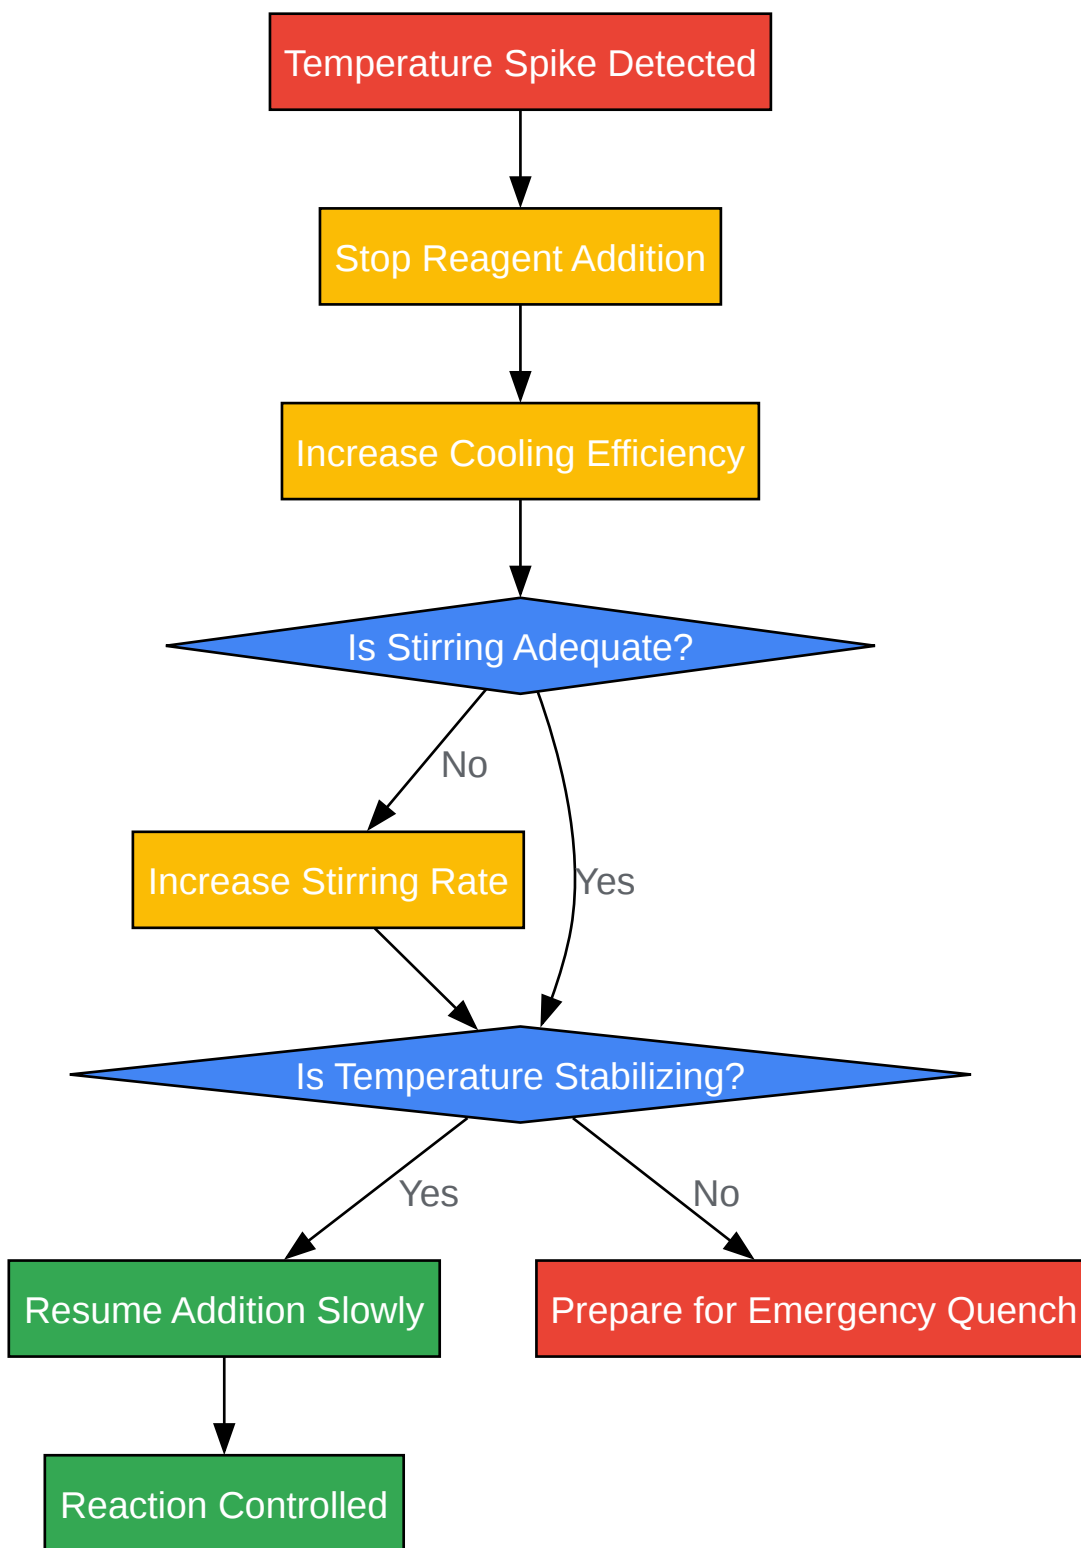 Temperature Spike Detected
Stop Reagent Addition
Increase Cooling Efficiency
Is Stirring Adequate?
No
Increase Stirring Rate
Yes
Is Temperature Stabilizing?
Yes
No
Resume Addition Slowly
Prepare for Emergency Quench
Reaction Controlled